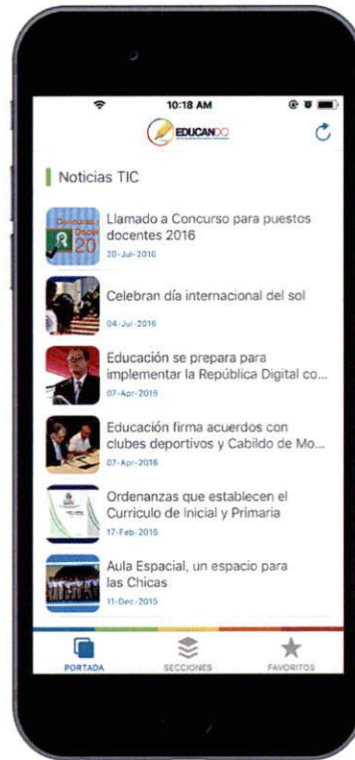 10:18 AM
EDUCANDO
Noticias TIC
Llamado a Concurso para puestos
docentes 2016
20-Jul-2016
Celebran día internacional del sol
04-Jul-2016
Educación se prepara para
implementar la República Digital co...
07-Apr-2016
Educación firma acuerdos con
clubes deportivos y Cabildo de Mo...
07-Apr-2016
Ordenanzas que establecen el
Curriculo de Inicial y Primaria
17-Feb-2016
Aula Espacial, un espacio para
las Chicas
11-Dec-2015
PORTADA
SECCIONES
FAVORITOS